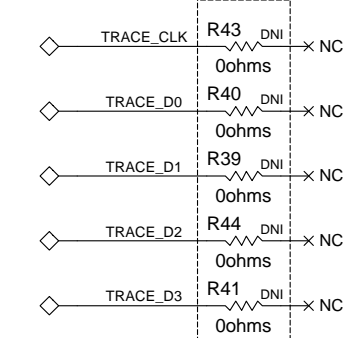 TRACE_CLK R43 DNI NC
0ohms
TRACE_D0 R40 DNI NC
0ohms
TRACE_D1 R39 DNI NC
0ohms
TRACE_D2 R44 DNI NC
0ohms
TRACE_D3 R41 DNI NC
0ohms